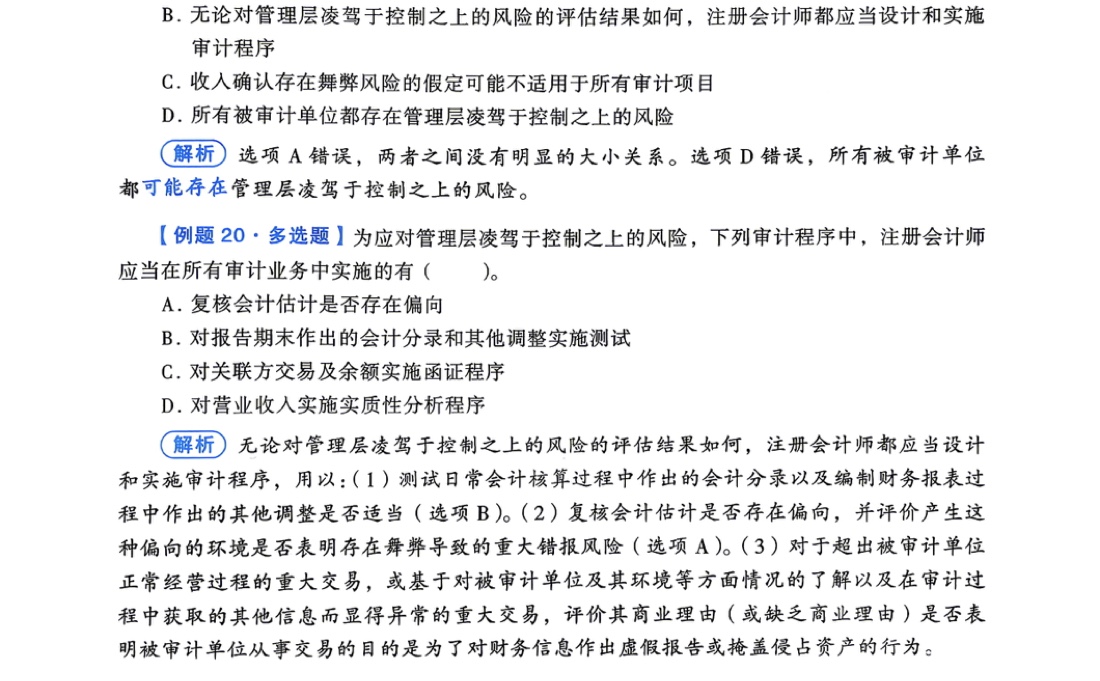 B. 无论对管理层凌驾于控制之上的风险的评估结果如何，注册会计师都应当设计和实施
审计程序
C. 收入确认存在舞弊风险的假定可能不适用于所有审计项目
D. 所有被审计单位都存在管理层凌驾于控制之上的风险
解析 选项 A 错误，两者之间没有明显的大小关系。选项 D 错误，所有被审计单位
都可能存在管理层凌驾于控制之上的风险。
【例题 20·多选题】为应对管理层凌驾于控制之上的风险，下列审计程序中，注册会计师
应当在所有审计业务中实施的有（　　）。
A. 复核会计估计是否存在偏向
B. 对报告期末作出的会计分录和其他调整实施测试
C. 对关联方交易及余额实施函证程序
D. 对营业收入实施实质性分析程序
解析 无论对管理层凌驾于控制之上的风险的评估结果如何，注册会计师都应当设计
和实施审计程序，用以：（1）测试日常会计核算过程中作出的会计分录以及编制财务报表过
程中作出的其他调整是否适当（选项 B）。（2）复核会计估计是否存在偏向，并评价产生这
种偏向的环境是否表明存在舞弊导致的重大错报风险（选项 A）。（3）对于超出被审计单位
正常经营过程的重大交易，或基于对被审计单位及其环境等方面情况的了解以及在审计过
程中获取的其他信息而显得异常的重大交易，评价其商业理由（或缺乏商业理由）是否表
明被审计单位从事交易的目的是为了对财务信息作出虚假报告或掩盖侵占资产的行为。